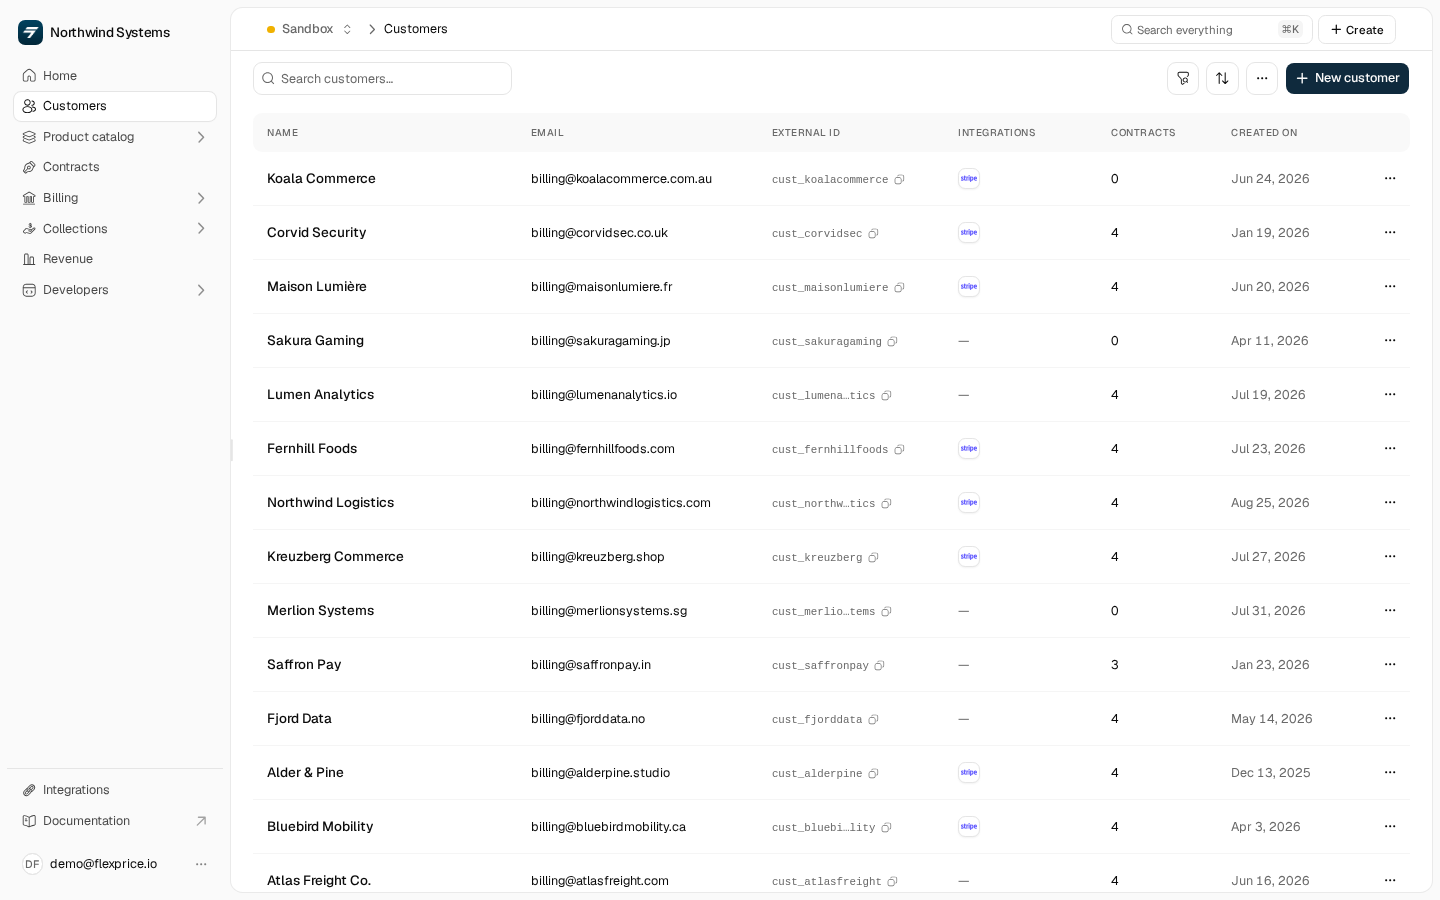 Northwind Systems
Home
Customers
Product catalog
Contracts
Billing
Collections
Revenue
Developers
Integrations
Documentation
DF demo@flexprice.io
Sandbox Customers
Search everything ⌘K
Create
Search customers...
New customer
NAME EMAIL EXTERNAL ID INTEGRATIONS CONTRACTS CREATED ON
Koala Commerce billing@koalacommerce.com.au cust_koalacommerce stripe 0 Jun 24, 2026
Corvid Security billing@corvidsec.co.uk cust_corvidsec stripe 4 Jan 19, 2026
Maison Lumière billing@maisonlumiere.fr cust_maisonlumiere stripe 4 Jun 20, 2026
Sakura Gaming billing@sakuragaming.jp cust_sakuragaming — 0 Apr 11, 2026
Lumen Analytics billing@lumenanalytics.io cust_lumena…tics — 4 Jul 19, 2026
Fernhill Foods billing@fernhillfoods.com cust_fernhillfoods stripe 4 Jul 23, 2026
Northwind Logistics billing@northwindlogistics.com cust_northw…tics stripe 4 Aug 25, 2026
Kreuzberg Commerce billing@kreuzberg.shop cust_kreuzberg stripe 4 Jul 27, 2026
Merlion Systems billing@merlionsystems.sg cust_merlio…tems — 0 Jul 31, 2026
Saffron Pay billing@saffronpay.in cust_saffronpay — 3 Jan 23, 2026
Fjord Data billing@fjorddata.no cust_fjorddata — 4 May 14, 2026
Alder & Pine billing@alderpine.studio cust_alderpine stripe 4 Dec 13, 2025
Bluebird Mobility billing@bluebirdmobility.ca cust_bluebi…lity stripe 4 Apr 3, 2026
Atlas Freight Co. billing@atlasfreight.com cust_atlasfreight — 4 Jun 16, 2026